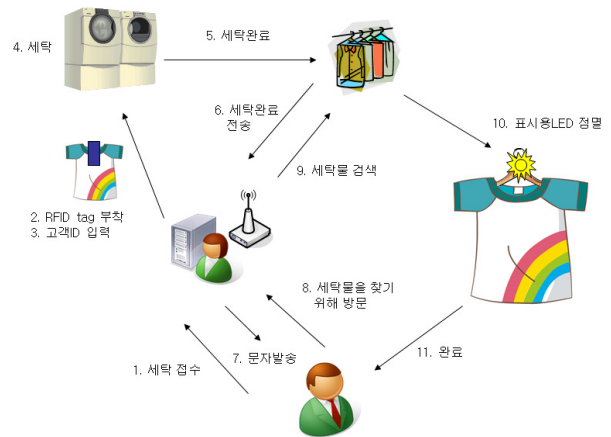 4. 세탁
5. 세탁완료
6. 세탁완료
전송
10. 표시용LED 점멸
9. 세탁물 검색
2. RFID tag 부착
3. 고객ID 입력
8. 세탁물을 찾기
위해 방문
7. 문자발송
11. 완료
1. 세탁 접수